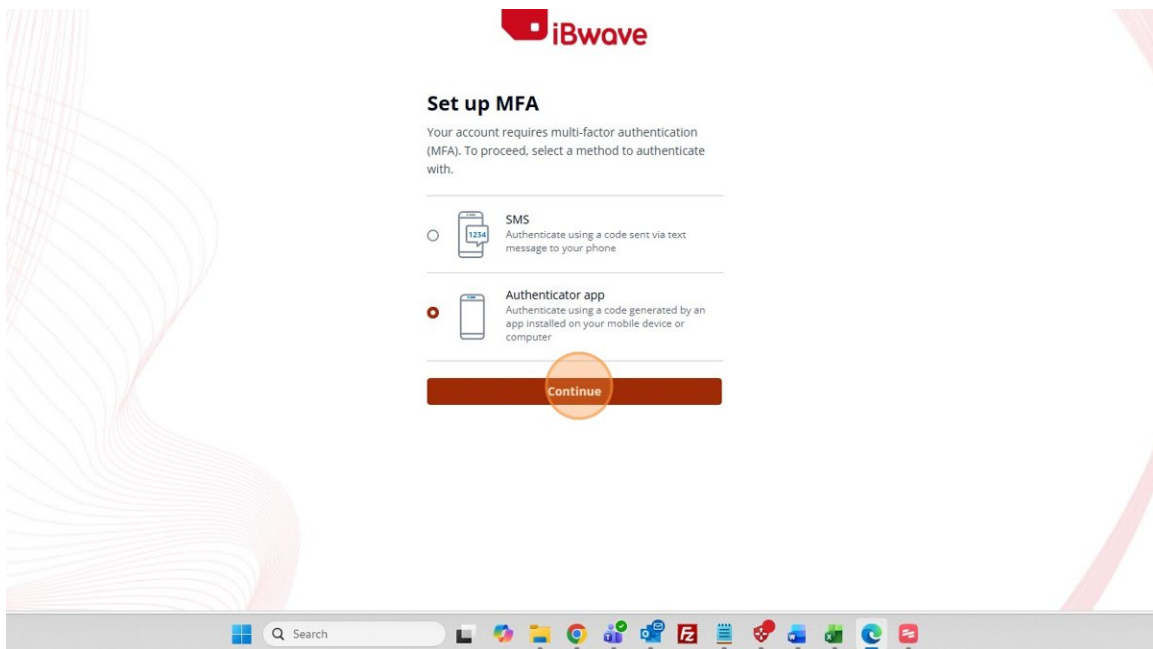 iBwave
Set up MFA
Your account requires multi-factor authentication
(MFA). To proceed, select a method to authenticate
with.
SMS
1234
Authenticate using a code sent via text
message to your phone
Authenticator app
Authenticate using a code generated by an
app installed on your mobile device or
computer
Continue
Search